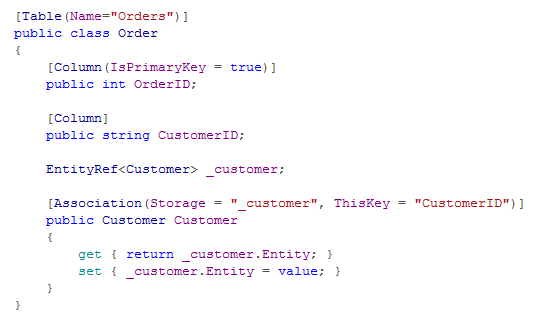 [Table(Name="Orders")]
public class Order
{
    [Column(IsPrimaryKey = true)]
    public int OrderID;

    [Column]
    public string CustomerID;

    EntityRef<Customer> _customer;

    [Association(Storage = "_customer", ThisKey = "CustomerID")]
    public Customer Customer
    {
        get { return _customer.Entity; }
        set { _customer.Entity = value; }
    }
}